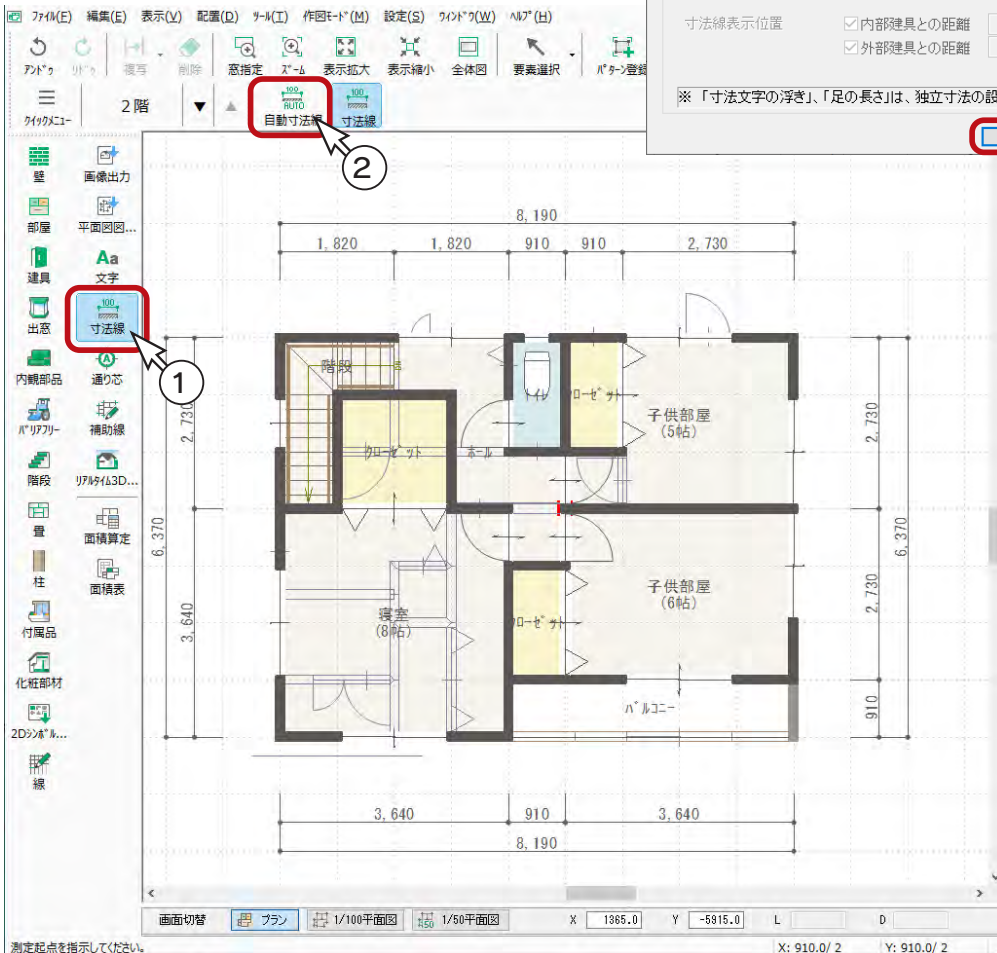 ファイル(F) 編集(E) 表示(V) 配置(D) ツール(T) 作図モード(M) 設定(S) ウィンドウ(W) ヘルプ(H)
アンドゥ リドゥ 複写 削除 窓指定 ズーム 表示拡大 表示縮小 全体図 要素選択 パターン登録
寸法線表示位置 内部建具との距離
外部建具との距離
※「寸法文字の浮き」、「足の長さ」は、独立寸法の設
クイックメニュー 2階 ▼ ▲ 100 AUTO 自動寸法線 100 寸法線
②
壁 画像出力
部屋 平面図図...
建具 Aa 文字
出窓 100 寸法線
①
内観部品 A 通り芯
バリアフリー 補助線
階段 リアルタイム3D...
畳 面積算定
柱 面積表
付属品
化粧部材
2Dシンボル...
線
8,190
1,820 1,820 910 910 2,730
階段 トイレ クローゼット 子供部屋
(5帖)
クローゼット ホール
2,730 2,730
6,370 6,370
寝室
(8帖)
クローゼット 子供部屋
(6帖)
3,640 2,730
バルコニー 910
3,640 910 3,640
8,190
画面切替 プラン 1/100平面図 1/50平面図 X 1365.0 Y -5915.0 L D
測定起点を指示してください。 X: 910.0/ 2 Y: 910.0/ 2